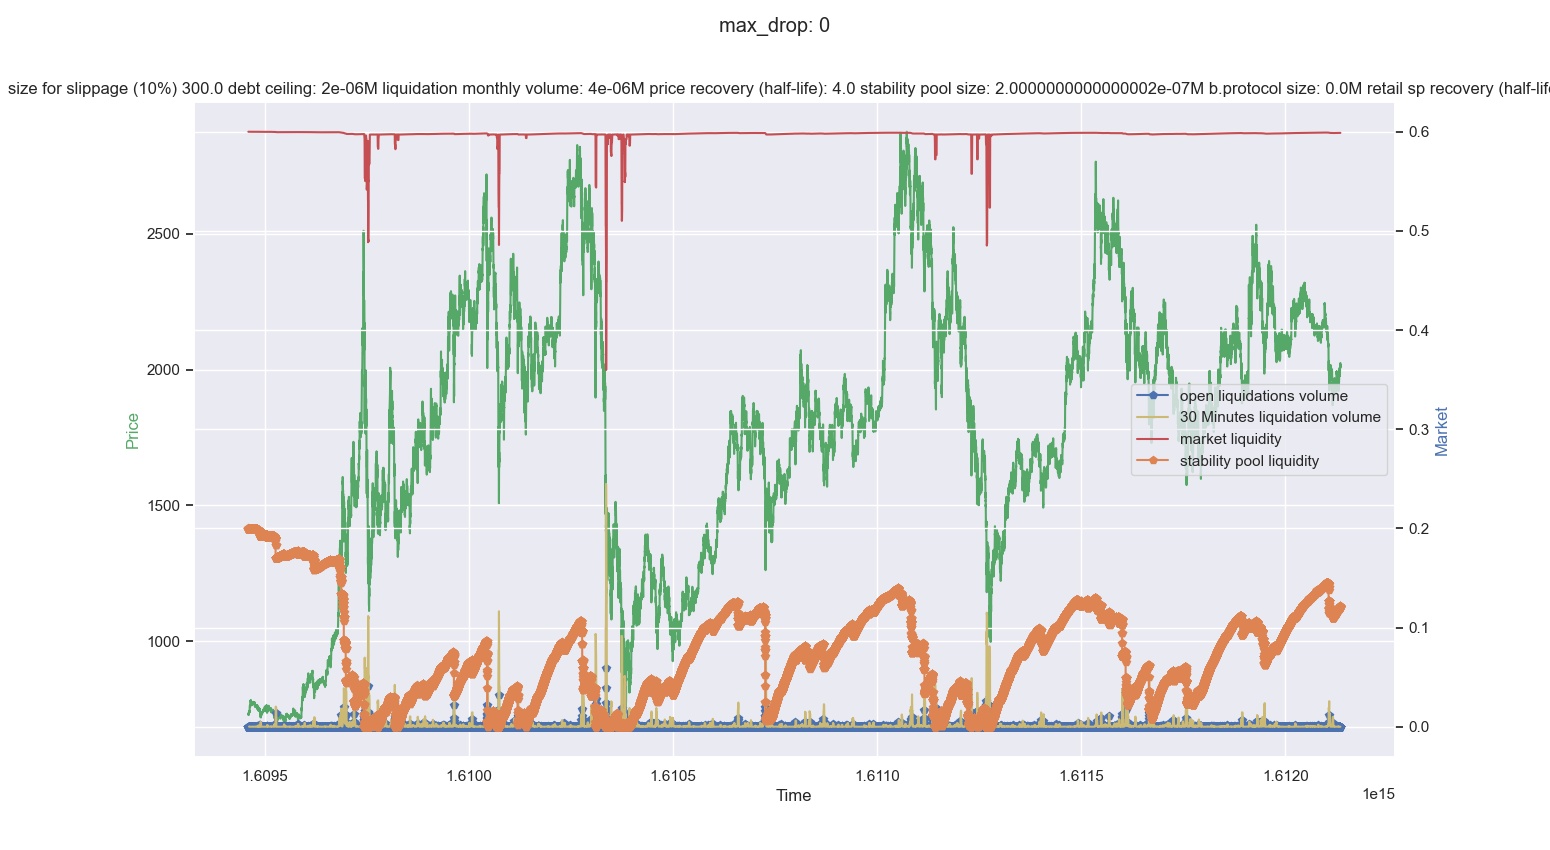 max_drop: 0
size for slippage (10%) 300.0 debt ceiling: 2e-06M liquidation monthly volume: 4e-06M price recovery (half-life): 4.0 stability pool size: 2.0000000000000002e-07M b.protocol size: 0.0M retail sp recovery (half-life
2500
2000
1500
1000
Price
0.6
0.5
0.4
0.3
0.2
0.1
0.0
Market
open liquidations volume
30 Minutes liquidation volume
market liquidity
stability pool liquidity
1.6095 1.6100 1.6105 1.6110 1.6115 1.6120
1e15
Time